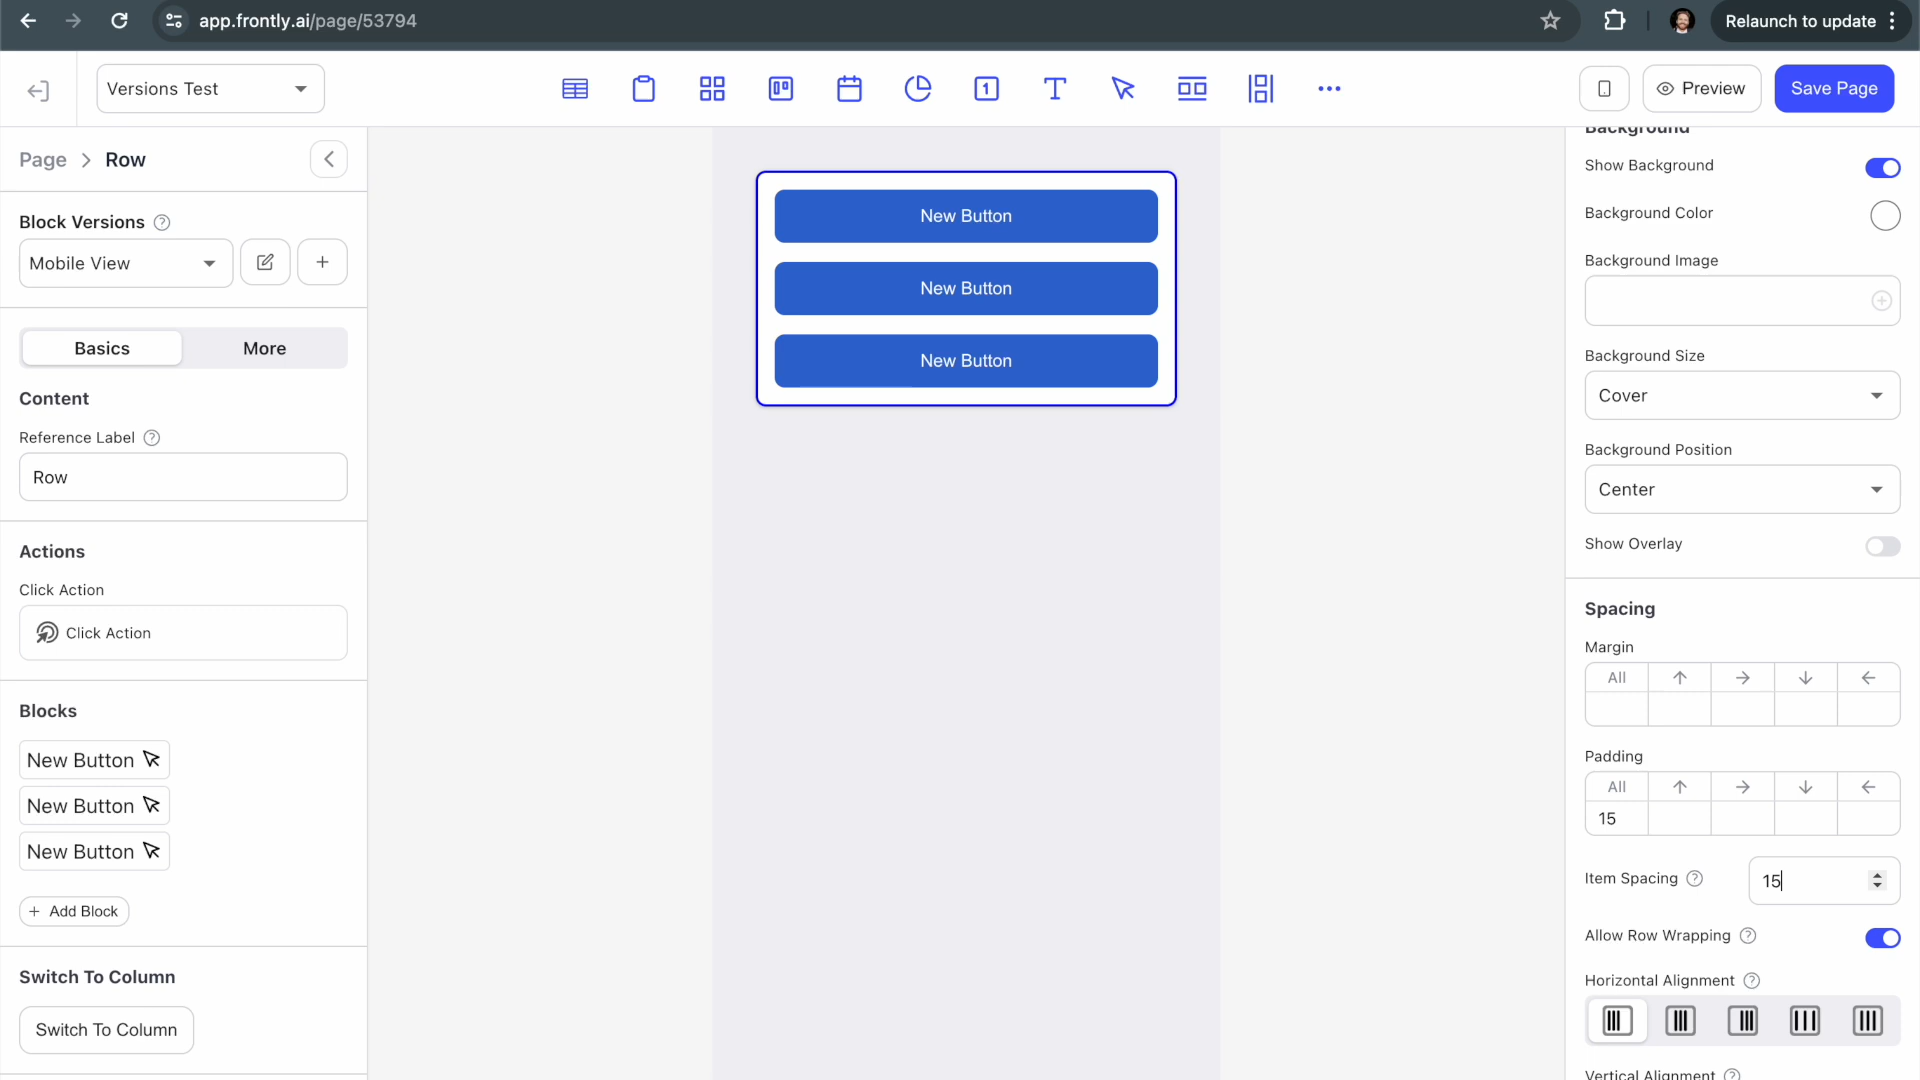 app.frontly.ai/page/53794
Relaunch to update
Versions Test
1
T
Preview
Save Page
Page > Row
Block Versions ?
Mobile View
+
Basics
More
Content
Reference Label ?
Row
Actions
Click Action
Click Action
Blocks
New Button
New Button
New Button
+ Add Block
Switch To Column
Switch To Column
New Button
New Button
New Button
Background
Show Background
Background Color
Background Image
Background Size
Cover
Background Position
Center
Show Overlay
Spacing
Margin
All ↑ → ↓ ←
Padding
All ↑ → ↓ ←
15
Item Spacing ?
15
Allow Row Wrapping ?
Horizontal Alignment ?
Vertical Alignment ?